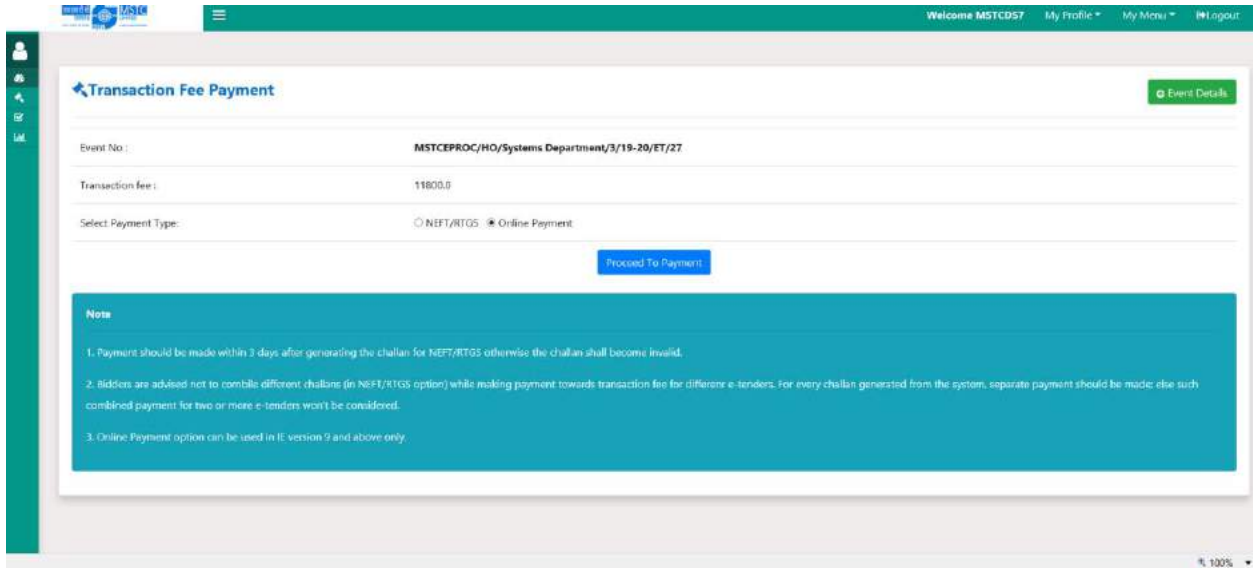 MSTC
Welcome MSTCDS7 My Profile My Menu Logout
Transaction Fee Payment
Event Details
Event No :
MSTCEPROC/HO/Systems Department/3/19-20/ET/27
Transaction fee :
11800.0
Select Payment Type:
NEFT/RTGS Online Payment
Proceed To Payment
Note
1. Payment should be made within 3 days after generating the challan for NEFT/RTGS otherwise the challan shall become invalid.
2. Bidders are advised not to combile different challans (in NEFT/RTGS option) while making payment towards transaction fee for different e-tenders. For every challan generated from the system, separate payment should be made; else such
combined payment for two or more e-tenders won't be considered.
3. Online Payment option can be used in IE version 9 and above only.
100%